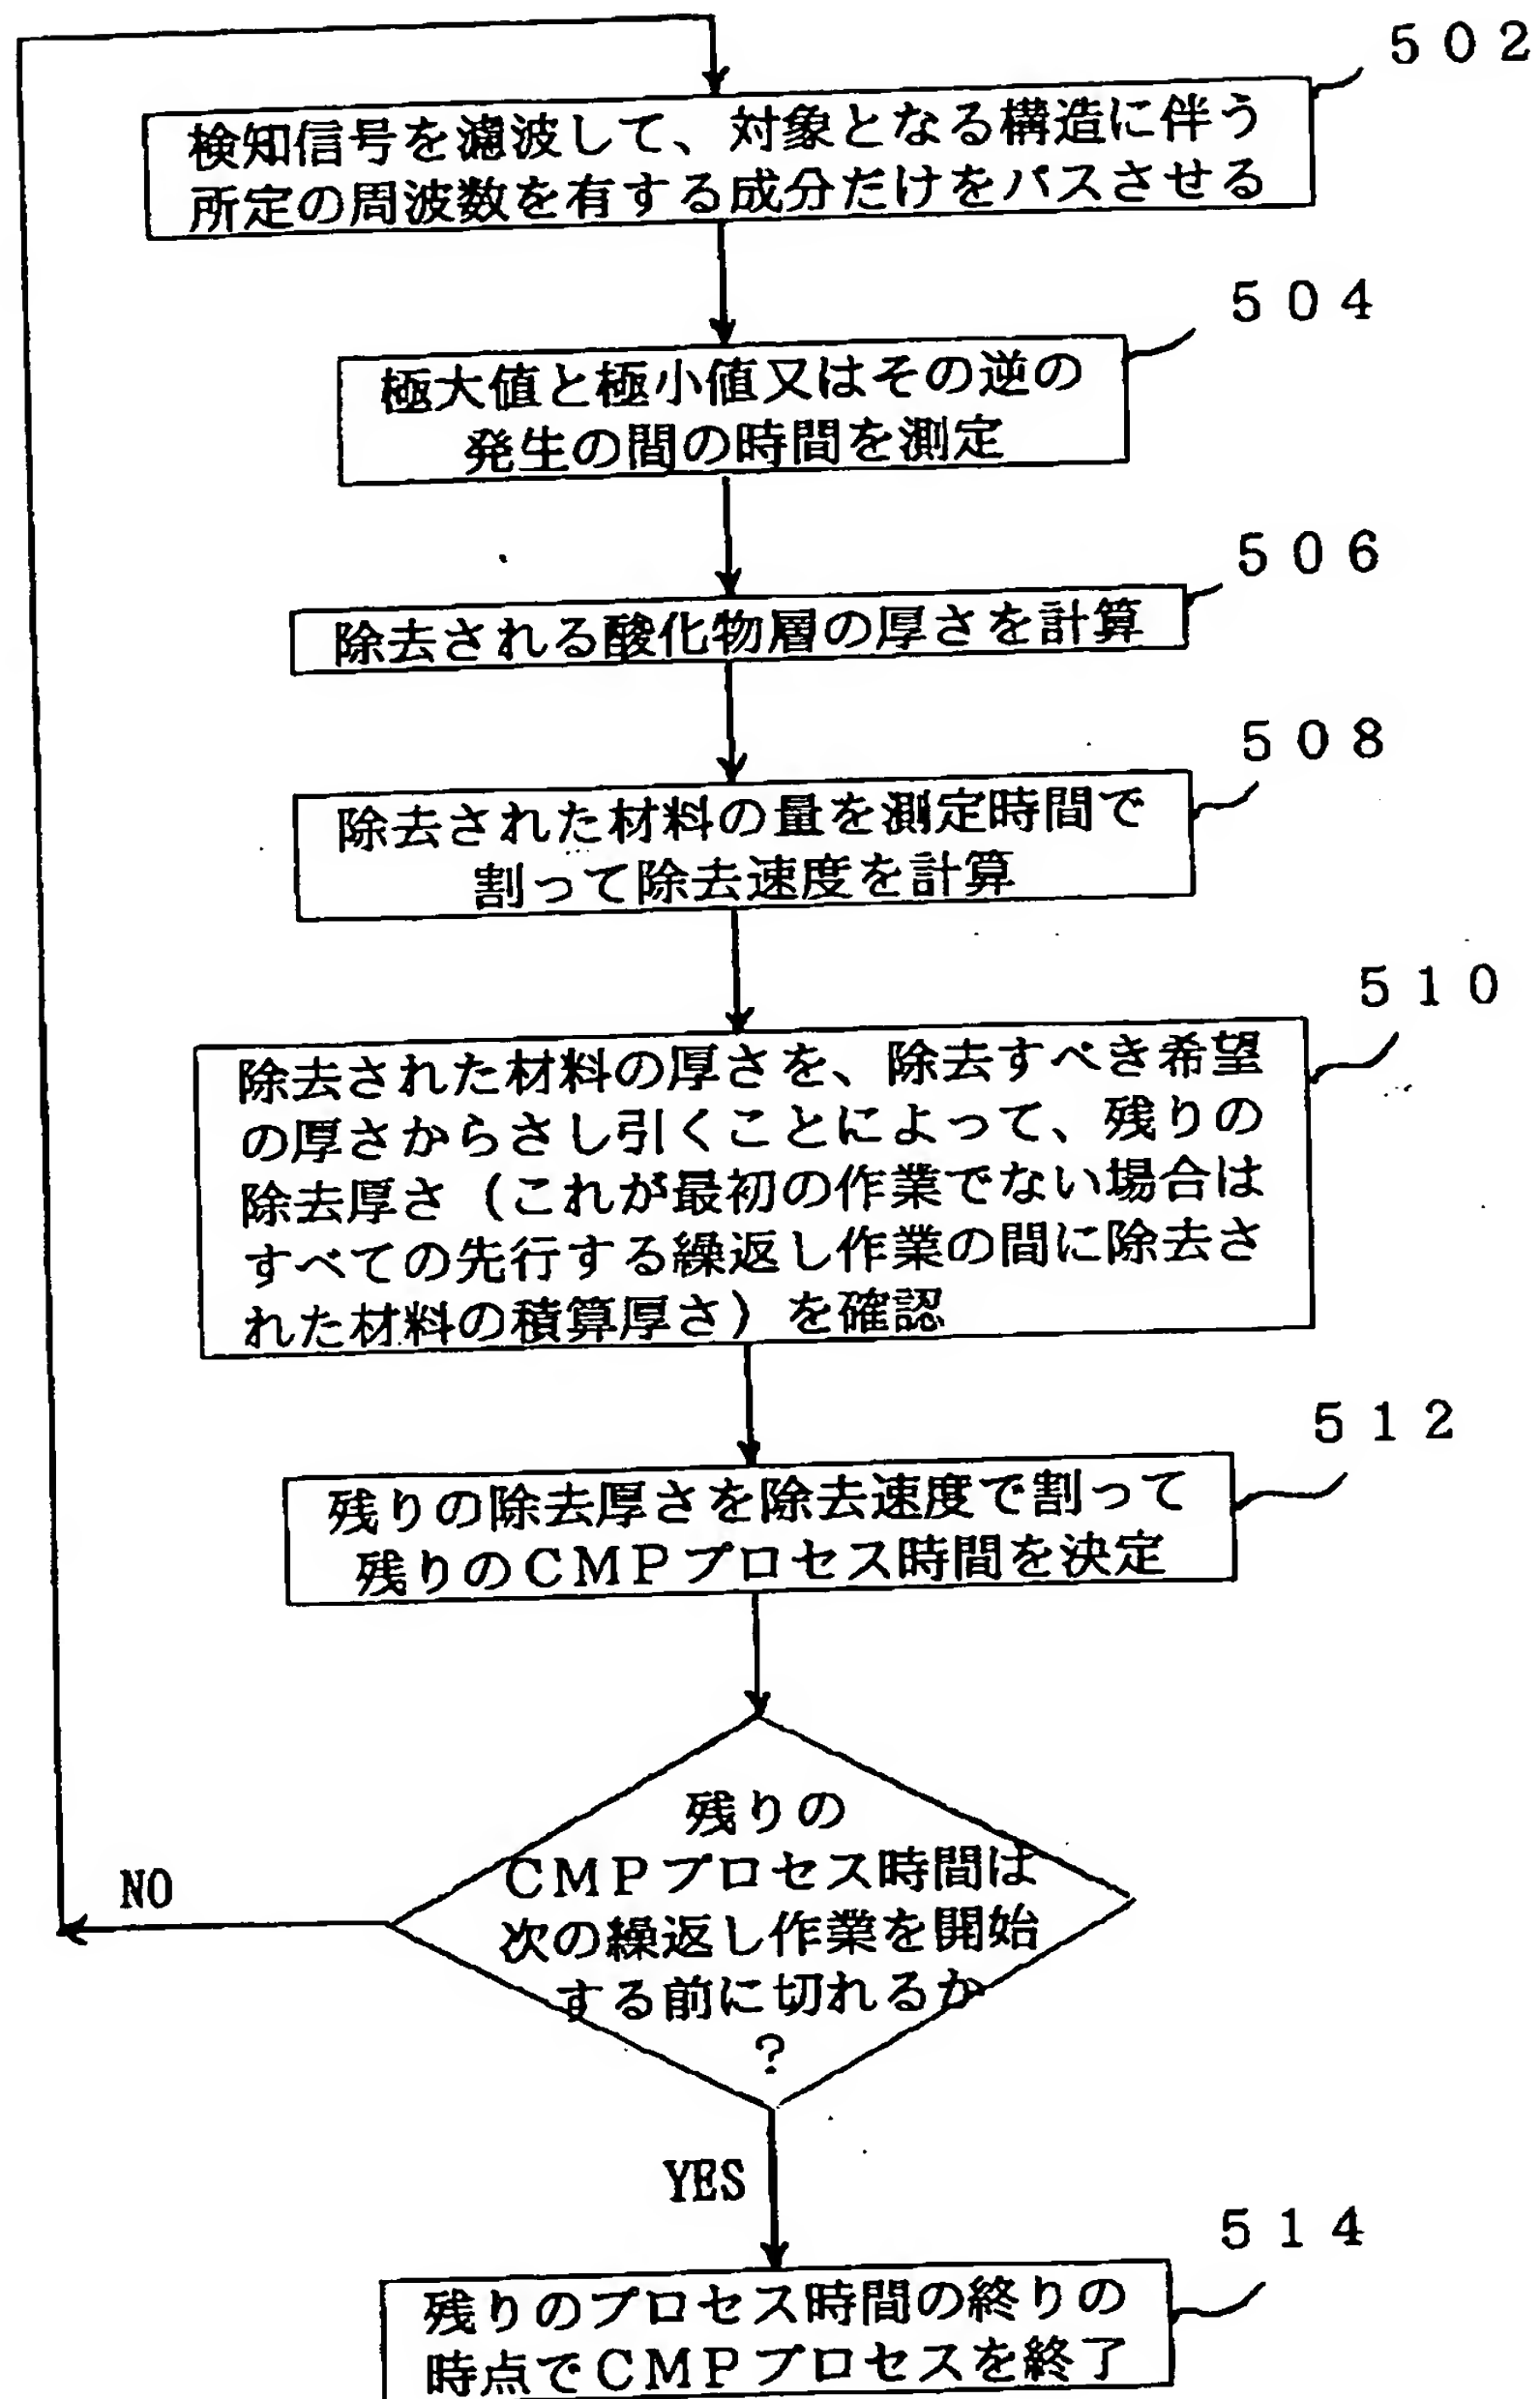 502
検知信号を濾波して、対象となる構造に伴う
所定の周波数を有する成分だけをパスさせる
504
極大値と極小値又はその逆の
発生の間の時間を測定
506
除去される酸化物層の厚さを計算
508
除去された材料の量を測定時間で
割って除去速度を計算
510
除去された材料の厚さを、除去すべき希望
の厚さからさし引くことによって、残りの
除去厚さ（これが最初の作業でない場合は
すべての先行する繰返し作業の間に除去さ
れた材料の積算厚さ）を確認
512
残りの除去厚さを除去速度で割って
残りのCMPプロセス時間を決定
残りの
CMPプロセス時間は
次の繰返し作業を開始
する前に切れるか
?
NO
YES
514
残りのプロセス時間の終りの
時点でCMPプロセスを終了